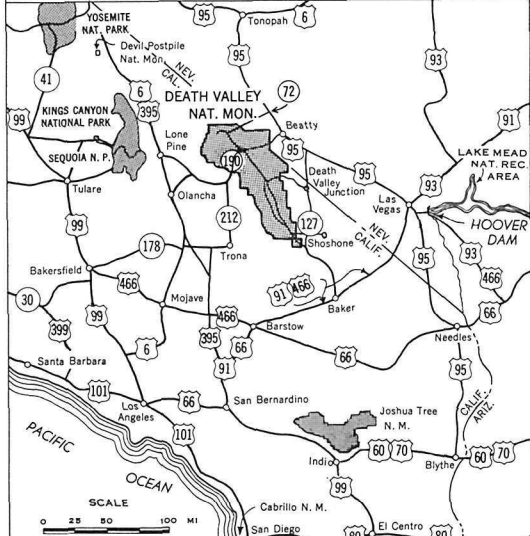 YOSEMITE
NAT. PARK
Devil Postpile
Nat. Mon.
95
Tonopah
6
41
6
395
NEV.
CAL.
95
93
DEATH VALLEY
NAT. MON.
72
KINGS CANYON
NATIONAL PARK
99
SEQUOIA N. P.
Lone
Pine
190
Beatty
95
91
LAKE MEAD
NAT. REC.
AREA
Tulare
Olancha
Death
Valley
Junction
95
Las
Vegas
93
HOOVER
DAM
99
212
127
Shoshone
NEV.
CALIF.
178
Trona
95
93
466
Bakersfield
466
91
466
Baker
30
Mojave
66
399
99
466
Barstow
Needles
6
395
66
66
Santa Barbara
91
95
101
66
San Bernardino
CALIF.
ARIZ.
Los
Angeles
101
Joshua Tree
N. M.
PACIFIC
OCEAN
Indio
60
70
Blythe
60
70
99
SCALE
0
25
50
100 MI
Cabrillo N. M.
San Diego
El Centro
80
80